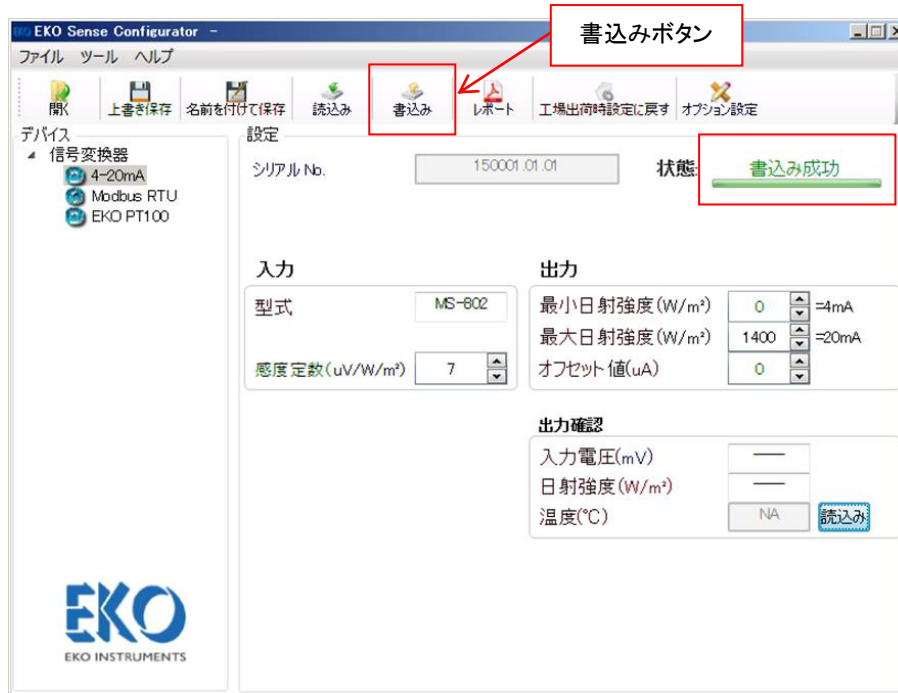 書込みボタン
EKO Sense Configurator -
ファイル ツール ヘルプ
開く 上書き保存 名前を付けて保存 読込み 書込み レポート 工場出荷時設定に戻す オプション設定
デバイス
信号変換器
4-20mA
Modbus RTU
EKO PT100
設定
シリアル No. 150001.01.01 状態: 書込み成功
入力
型式 MS-802
感度定数(uV/W/m²) 7
出力
最小日射強度(W/m²) 0 =4mA
最大日射強度(W/m²) 1400 =20mA
オフセット値(uA) 0
出力確認
入力電圧(mV) ──
日射強度(W/m²) ──
温度(℃) NA 読込み
EKO
EKO INSTRUMENTS